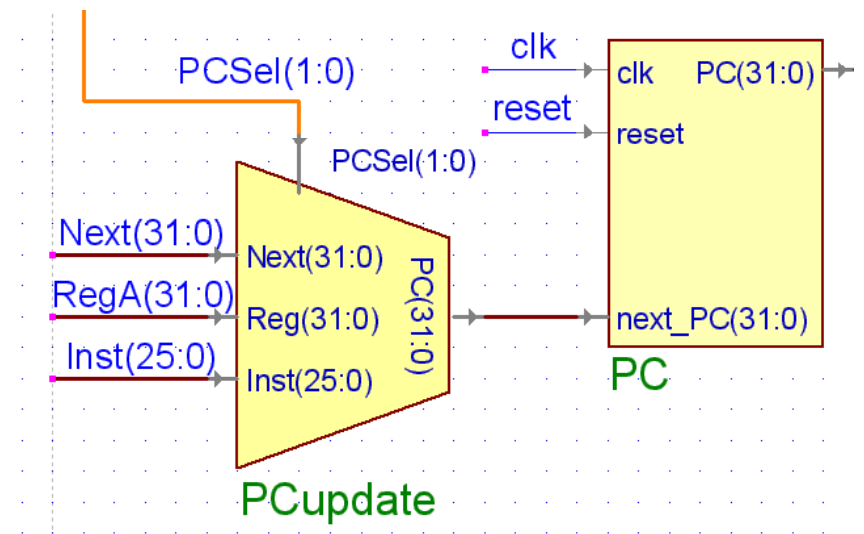 PCSel(1:0)
PCSel(1:0)
Next(31:0)
RegA(31:0)
Inst(25:0)
Next(31:0)
Reg(31:0)
Inst(25:0)
PC(31:0)
PCupdate
clk
reset
clk
PC(31:0)
reset
next_PC(31:0)
PC